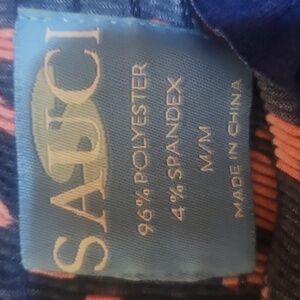 SAUCI
96% POLYESTER
4% SPANDEX
M/M
MADE IN CHINA